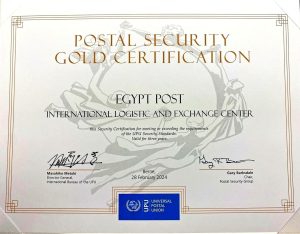 POSTAL SECURITY
GOLD CERTIFICATION
EGYPT POST
INTERNATIONAL LOGISTIC AND EXCHANGE CENTER
this Security Certification for meeting or exceeding the requirements
of the UPU Security Standards.
Valid for three years.
Masahiko Metoki
Director General,
International Bureau of the UPU
Berne,
28 February 2024
Gary Barksdale
Chair,
Postal Security Group
UPU
UNIVERSAL
POSTAL
UNION